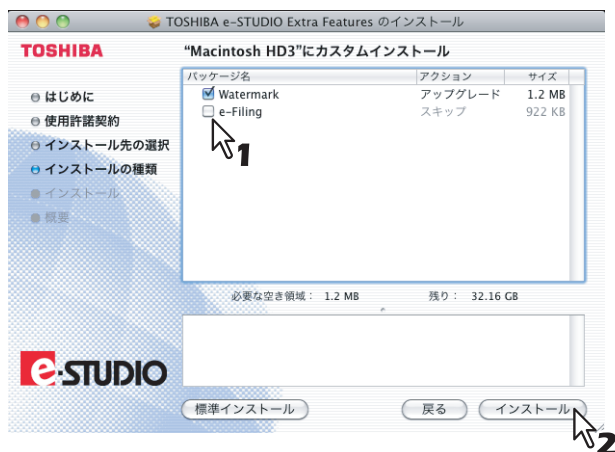 TOSHIBA e-STUDIO Extra Features のインストール
TOSHIBA
“Macintosh HD3”にカスタムインストール
はじめに
使用許諾契約
インストール先の選択
インストールの種類
インストール
概要
パッケージ名 アクション サイズ
Watermark アップグレード 1.2 MB
e-Filing スキップ 922 KB
1
必要な空き領域： 1.2 MB 残り： 32.16 GB
e-STUDIO
標準インストール 戻る インストール
2